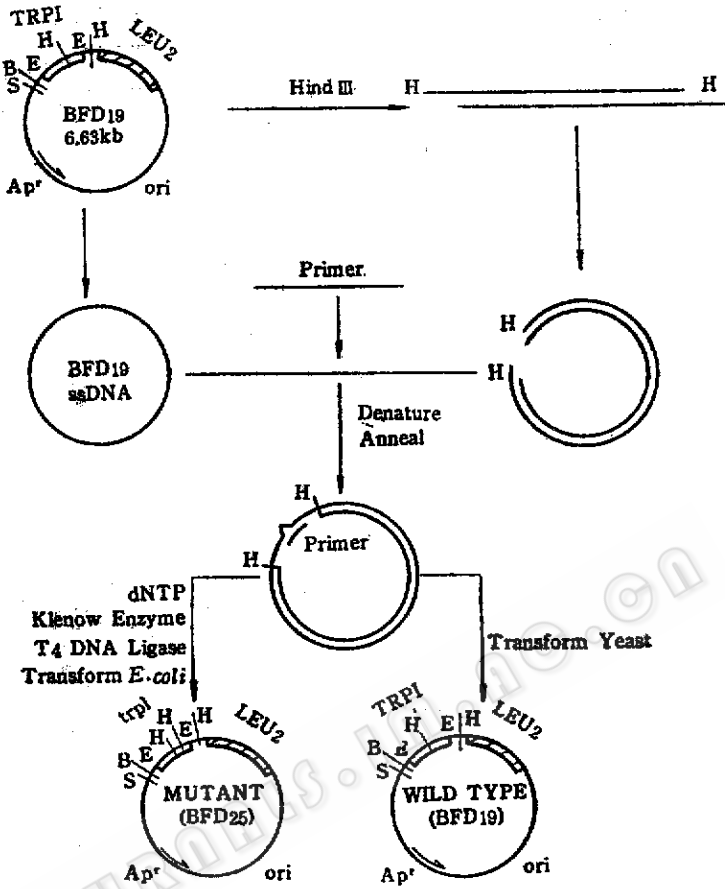 TRPI
H
E
H
LEU2
B
E
S
BFD19
6.63kb
Apr
ori
Hind III
H
H
Primer.
BFD19
ssDNA
H
H
Denature
Anneal
H
H
Primer
dNTP
Klenow Enzyme
T4 DNA Ligase
Transform E.coli
Transform Yeast
trpl
H
H
E
H
LEU2
B
E
S
MUTANT
(BFD25)
Apr
ori
TRPI
H
E
H
LEU2
B
S
WILD TYPE
(BFD19)
Apr
ori